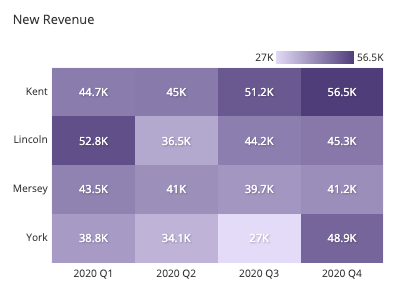 New Revenue
27K 56.5K
Kent 44.7K 45K 51.2K 56.5K
Lincoln 52.8K 36.5K 44.2K 45.3K
Mersey 43.5K 41K 39.7K 41.2K
York 38.8K 34.1K 27K 48.9K
2020 Q1 2020 Q2 2020 Q3 2020 Q4